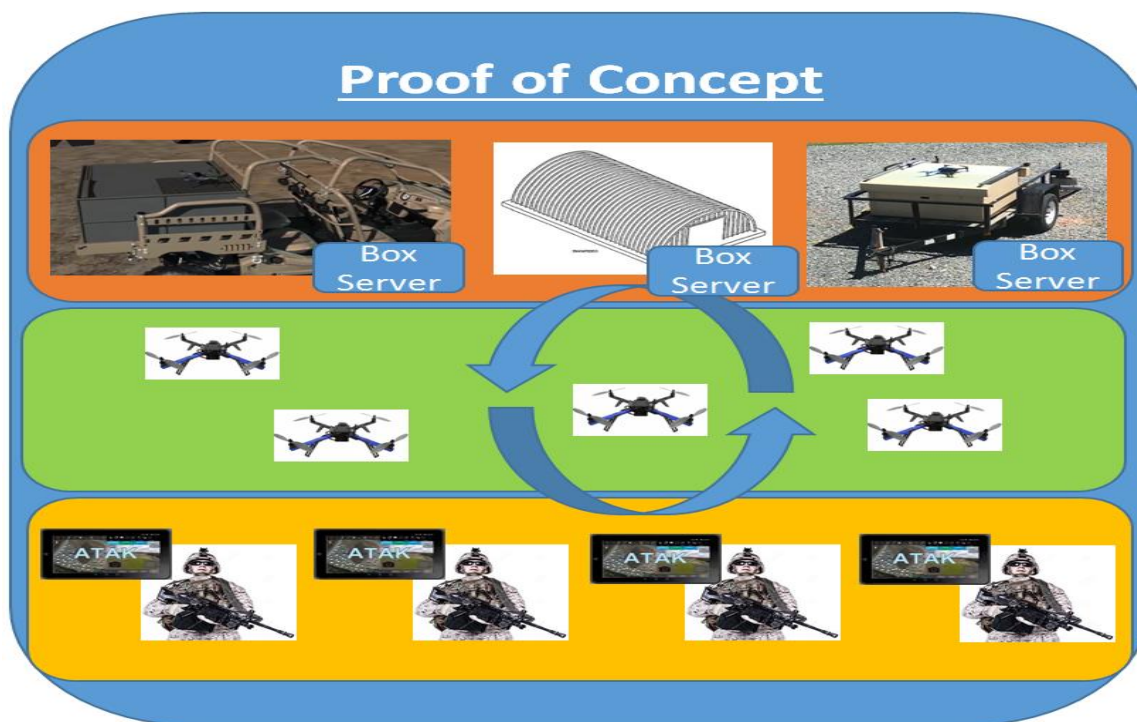 Proof of Concept
Box
Server
Box
Server
Box
Server
ATAK
ATAK
ATAK
ATAK